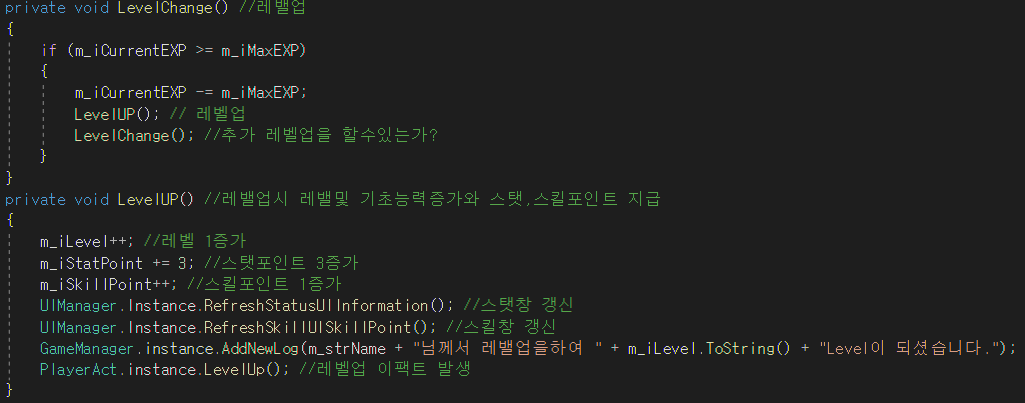 private void LevelChange() //레밸업
{
if (m_iCurrentEXP >= m_iMaxEXP)
{
m_iCurrentEXP -= m_iMaxEXP;
LevelUP(); // 레벨업
LevelChange(); //추가 레벨업을 할수있는가?
}
}
private void LevelUP() //레밸업시 레밸및 기초능력증가와 스탯,스킬포인트 지급
{
m_iLevel++; //레벨 1증가
m_iStatPoint += 3; //스탯포인트 3증가
m_iSkillPoint++; //스킬포인트 1증가
UIManager.Instance.RefreshStatusUIInformation(); //스탯창 갱신
UIManager.Instance.RefreshSkillUISkillPoint(); //스킬창 갱신
GameManager.instance.AddNewLog(m_strName + "님께서 레밸업을하여 " + m_iLevel.ToString() + "Level이 되셨습니다.");
PlayerAct.instance.LevelUp(); //레벨업 이팩트 발생
}